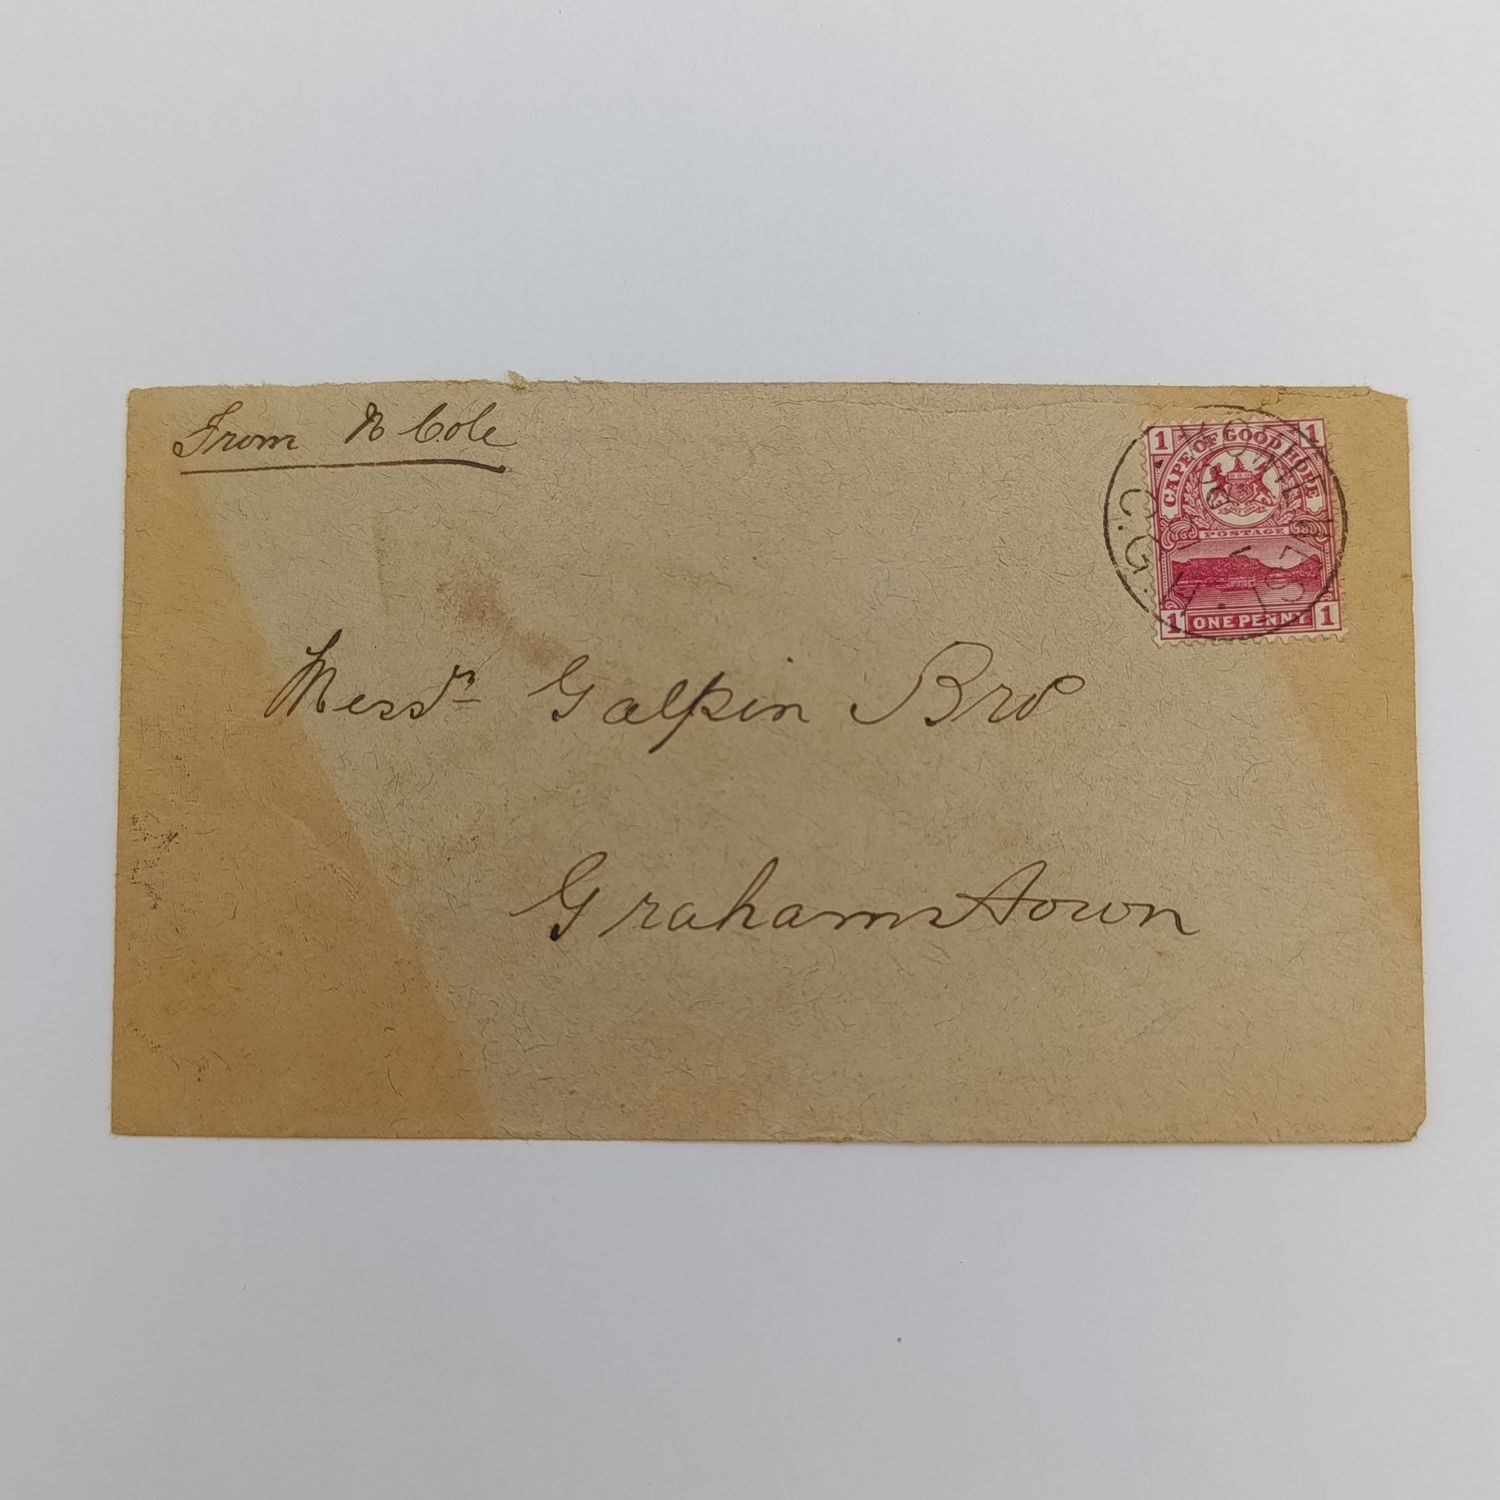 From N Cole
1 1
CAPE OF GOOD HOPE
POSTAGE
1 ONE PENNY 1
C.G.
Messrs Galpin Bro
Grahamstown